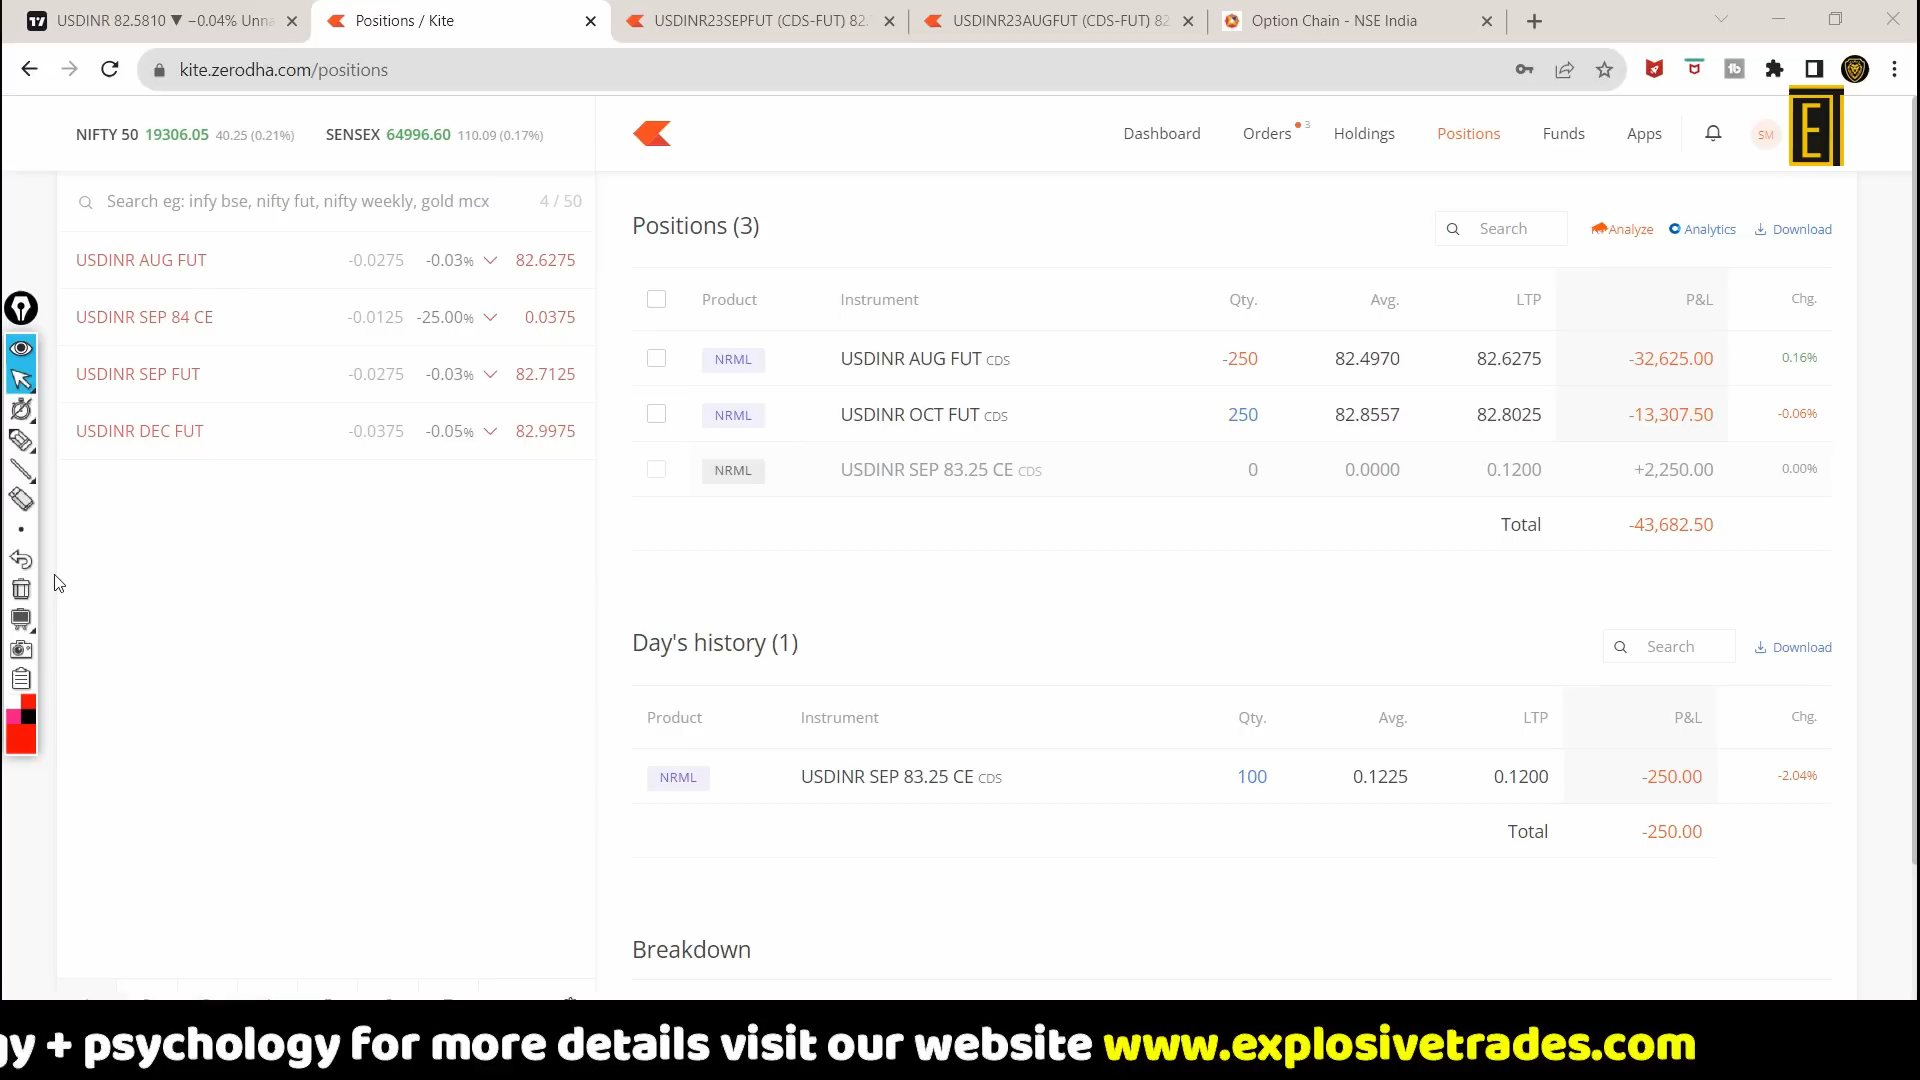 USDINR 82.5810 ▼ −0.04% Unna
Positions / Kite
USDINR23SEPFUT (CDS-FUT) 82.
USDINR23AUGFUT (CDS-FUT) 82
Option Chain - NSE India
kite.zerodha.com/positions
NIFTY 50 19306.05 40.25 (0.21%) SENSEX 64996.60 110.09 (0.17%)
Dashboard Orders 3 Holdings Positions Funds Apps SM E
Search eg: infy bse, nifty fut, nifty weekly, gold mcx 4 / 50
USDINR AUG FUT -0.0275 -0.03% 82.6275
USDINR SEP 84 CE -0.0125 -25.00% 0.0375
USDINR SEP FUT -0.0275 -0.03% 82.7125
USDINR DEC FUT -0.0375 -0.05% 82.9975
Positions (3) Search Analyze Analytics Download
Product Instrument Qty. Avg. LTP P&L Chg.
NRML USDINR AUG FUT CDS -250 82.4970 82.6275 -32,625.00 0.16%
NRML USDINR OCT FUT CDS 250 82.8557 82.8025 -13,307.50 -0.06%
NRML USDINR SEP 83.25 CE CDS 0 0.0000 0.1200 +2,250.00 0.00%
Total -43,682.50
Day's history (1) Search Download
Product Instrument Qty. Avg. LTP P&L Chg.
NRML USDINR SEP 83.25 CE CDS 100 0.1225 0.1200 -250.00 -2.04%
Total -250.00
Breakdown
gy + psychology for more details visit our website www.explosivetrades.com